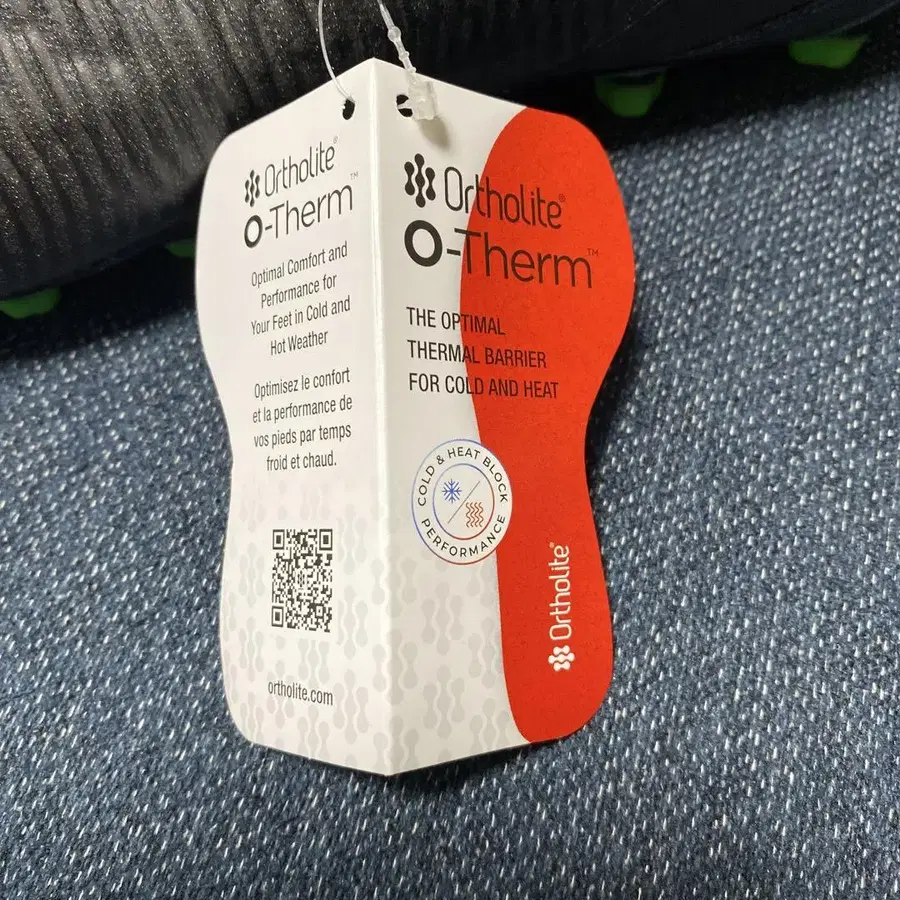 Ortholite®
O-Therm™
Optimal Comfort and
Performance for
Your Feet in Cold and
Hot Weather
Optimisez le confort
et la performance de
vos pieds par temps
froid et chaud.
ortholite.com
Ortholite®
O-Therm™
THE OPTIMAL
THERMAL BARRIER
FOR COLD AND HEAT
COLD & HEAT BLOCK
PERFORMANCE
Ortholite®